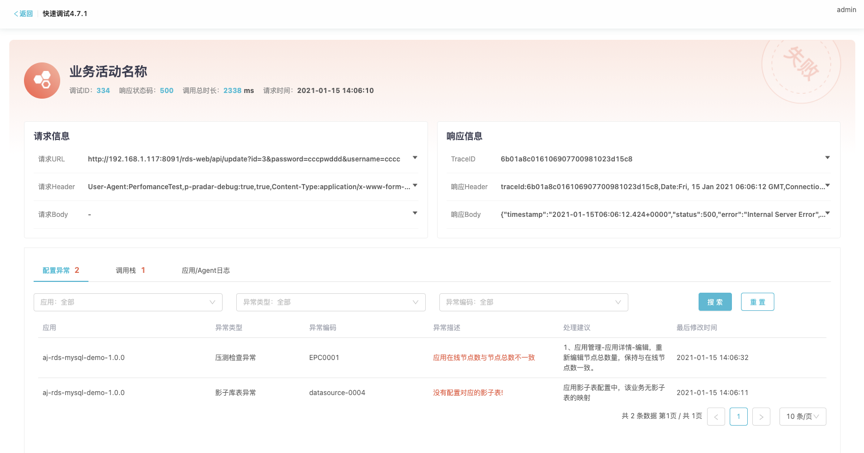 返回
快速调试4.7.1
admin
失败
业务活动名称
调试ID: 334 响应状态码: 500 调用总时长: 2338 ms 请求时间: 2021-01-15 14:06:10
请求信息
请求URL http://192.168.1.117:8091/rds-web/api/update?id=3&password=cccpwddd&username=cccc
请求Header User-Agent:PerfomanceTest,p-pradar-debug:true,true,Content-Type:application/x-www-form-...
请求Body -
响应信息
TraceID 6b01a8c016106907700981023d15c8
响应Header traceId:6b01a8c016106907700981023d15c8,Date:Fri, 15 Jan 2021 06:06:12 GMT,Connectio...
响应Body {"timestamp":"2021-01-15T06:06:12.424+0000","status":500,"error":"Internal Server Error",...
配置异常 2 调用栈 1 应用/Agent日志
应用: 全部 异常类型: 全部 异常编码: 全部 搜 索 重 置
应用 异常类型 异常编码 异常描述 处理建议 最后修改时间
aj-rds-mysql-demo-1.0.0 压测检查异常 EPC0001 应用在线节点数与节点总数不一致 1、应用管理-应用详情-编辑，重
新编辑节点总数量，保持与在线节
点数一致。
2021-01-15 14:06:32
aj-rds-mysql-demo-1.0.0 影子库表异常 datasource-0004 没有配置对应的影子表! 应用影子表配置中，该业务无影子
表的映射
2021-01-15 14:06:11
共 2 条数据 第1页 / 共 1页 1 10 条/页